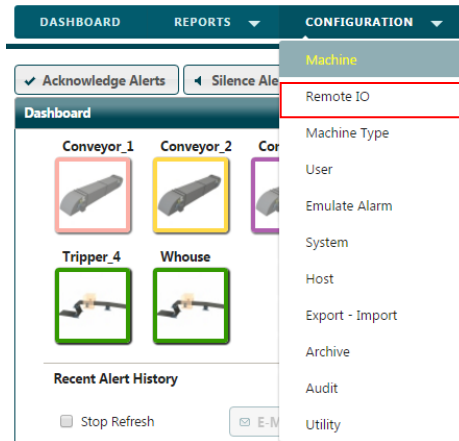 DASHBOARD REPORTS CONFIGURATION
Machine
Acknowledge Alerts Silence Ale
Remote IO
Dashboard
Machine Type
Conveyor_1 Conveyor_2 Con
User
Emulate Alarm
System
Tripper_4 Whouse
Host
Export - Import
Archive
Recent Alert History
Audit
Stop Refresh E-M
Utility